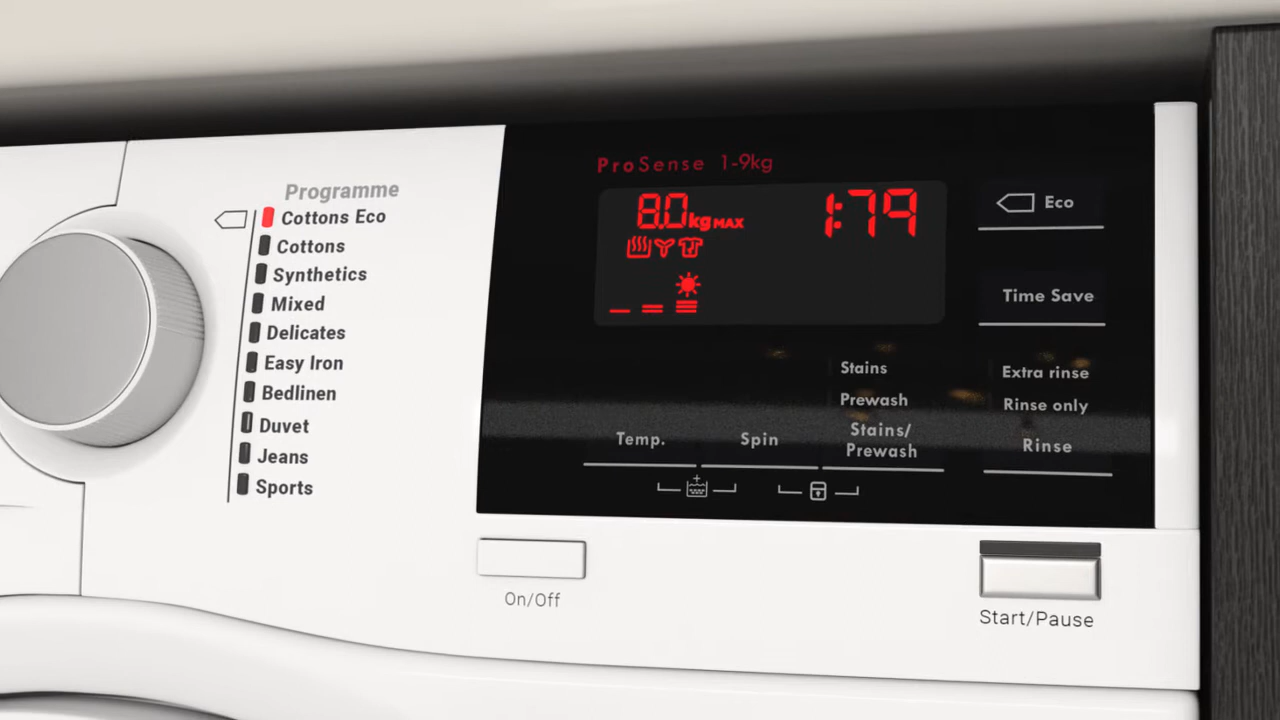 ProSense 1-9kg
Programme
Cottons Eco
Cottons
Synthetics
Mixed
Delicates
Easy Iron
Bedlinen
Duvet
Jeans
Sports
8.0kg MAX
1:79
Eco
Time Save
Stains
Prewash
Stains/
Prewash
Extra rinse
Rinse only
Rinse
Temp.
Spin
On/Off
Start/Pause